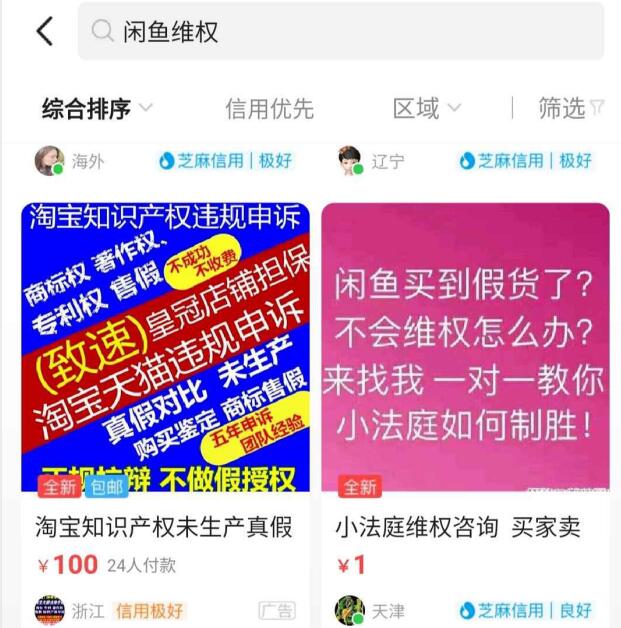 闲鱼维权
综合排序 信用优先 区域 筛选
海外 芝麻信用|极好
辽宁 芝麻信用|极好
淘宝知识产权违规申诉
商标权 著作权、
专利权 售假
不成功
不收费
(致速)皇冠店铺担保
淘宝天猫违规申诉
真假对比 未生产
购买鉴定 商标售假
五年申诉
团队经验
不做假授权
全新 包邮
淘宝知识产权未生产真假
¥100 24人付款
浙江 信用极好 广告
闲鱼买到假货了?
不会维权怎么办?
来找我 一对一教你
小法庭如何制胜!
全新
小法庭维权咨询 买家卖
¥1
天津 芝麻信用|良好